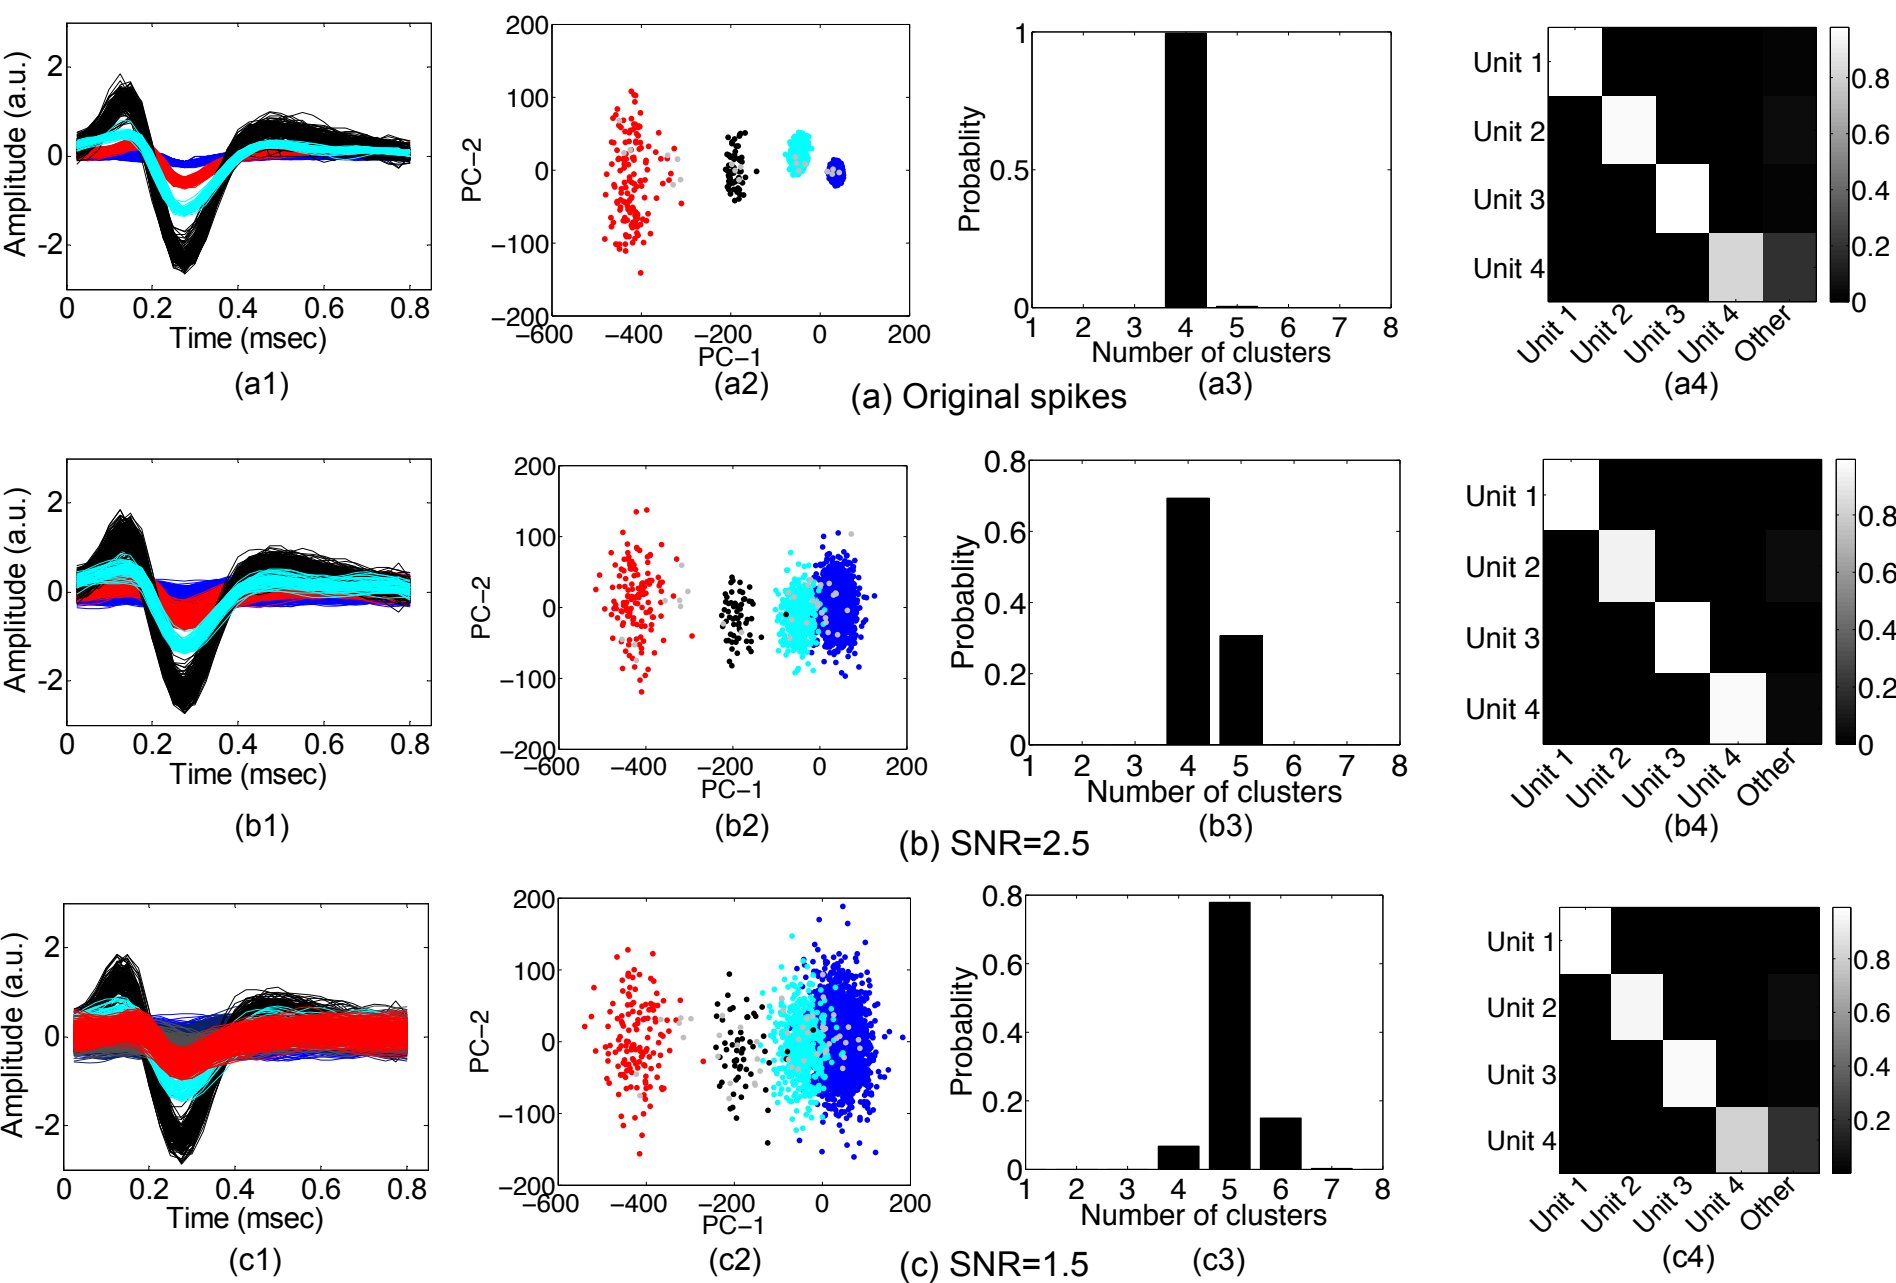 Amplitude (a.u.)
2
0
-2
0 0.2 0.4 0.6 0.8
Time (msec)
(a1)
PC−2
200
100
0
−100
−200
−600 −400 −200 0 200
PC−1
(a2)
Probablity
1
0.5
0
1 2 3 4 5 6 7 8
Number of clusters
(a3)
Unit 1
Unit 2
Unit 3
Unit 4
Unit 1 Unit 2 Unit 3 Unit 4 Other
0.8
0.6
0.4
0.2
0
(a4)
(a) Original spikes
Amplitude (a.u.)
2
0
-2
0 0.2 0.4 0.6 0.8
Time (msec)
(b1)
PC−2
200
100
0
−100
−200
−600 −400 −200 0 200
PC−1
(b2)
Probablity
0.8
0.6
0.4
0.2
0
1 2 3 4 5 6 7 8
Number of clusters
(b3)
Unit 1
Unit 2
Unit 3
Unit 4
Unit 1 Unit 2 Unit 3 Unit 4 Other
0.8
0.6
0.4
0.2
0
(b4)
(b) SNR=2.5
Amplitude (a.u.)
2
0
-2
0 0.2 0.4 0.6 0.8
Time (msec)
(c1)
PC−2
200
100
0
−100
−200
−600 −400 −200 0 200
PC−1
(c2)
Probablity
0.8
0.6
0.4
0.2
0
1 2 3 4 5 6 7 8
Number of clusters
(c3)
Unit 1
Unit 2
Unit 3
Unit 4
Unit 1 Unit 2 Unit 3 Unit 4 Other
0.8
0.6
0.4
0.2
(c4)
(c) SNR=1.5